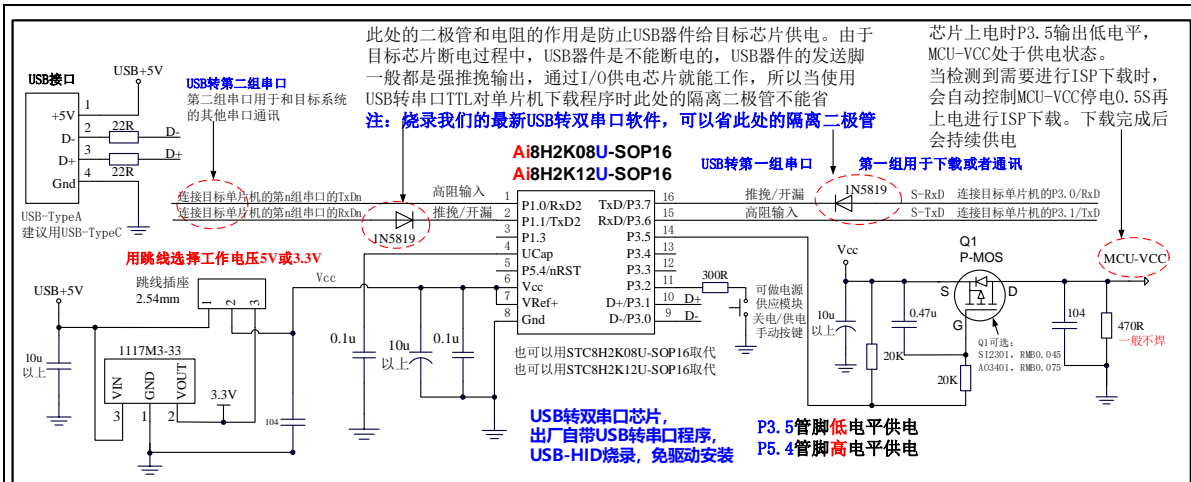 此处的二极管和电阻的作用是防止USB器件给目标芯片供电。由于
目标芯片断电过程中，USB器件是不能断电的，USB器件的发送脚
一般都是强推挽输出，通过I/O供电芯片就能工作，所以当使用
USB转串口TTL对单片机下载程序时此处的隔离二极管不能省
注：烧录我们的最新USB转双串口软件，可以省此处的隔离二极管
芯片上电时P3.5输出低电平，
MCU-VCC处于供电状态。
当检测到需要进行ISP下载时，
会自动控制MCU-VCC停电0.5S再
上电进行ISP下载。下载完成后
会持续供电
USB接口
USB+5V
+5V
1
D-
2
22R
D-
D+
3
22R
D+
Gnd
4
USB-TypeA
建议用USB-TypeC
USB转第二组串口
第二组串口用于和目标系统
的其他串口通讯
连接目标单片机的第n组串口的TxDn
高阻输入
连接目标单片机的第n组串口的RxDn
推挽/开漏
1N5819
Ai8H2K08U-SOP16
Ai8H2K12U-SOP16
1
P1.0/RxD2
2
P1.1/TxD2
3
P1.3
4
UCap
5
P5.4/nRST
6
Vcc
7
VRef+
8
Gnd
TxD/P3.7
16
RxD/P3.6
15
P3.5
14
P3.4
13
P3.3
12
P3.2
11
D+/P3.1
10
D+
D-/P3.0
9
D-
USB转第一组串口
第一组用于下载或者通讯
推挽/开漏
1N5819
S-RxD
连接目标单片机的P3.0/RxD
高阻输入
S-TxD
连接目标单片机的P3.1/TxD
300R
可做电源
供应模块
关电/供电
手动按键
Vcc
10u
以上
0.47u
20K
20K
Q1
P-MOS
S
D
G
Q1可选：
SI2301，RMB0.045
AO3401，RMB0.075
104
470R
一般不焊
MCU-VCC
用跳线选择工作电压5V或3.3V
跳线插座
2.54mm
1
2
3
USB+5V
10u
以上
1117M3-33
VIN
GND
VOUT
3
1
2
3.3V
104
Vcc
0.1u
10u
以上
0.1u
也可以用STC8H2K08U-SOP16取代
也可以用STC8H2K12U-SOP16取代
USB转双串口芯片，
出厂自带USB转串口程序，
USB-HID烧录，免驱动安装
P3.5管脚低电平供电
P5.4管脚高电平供电